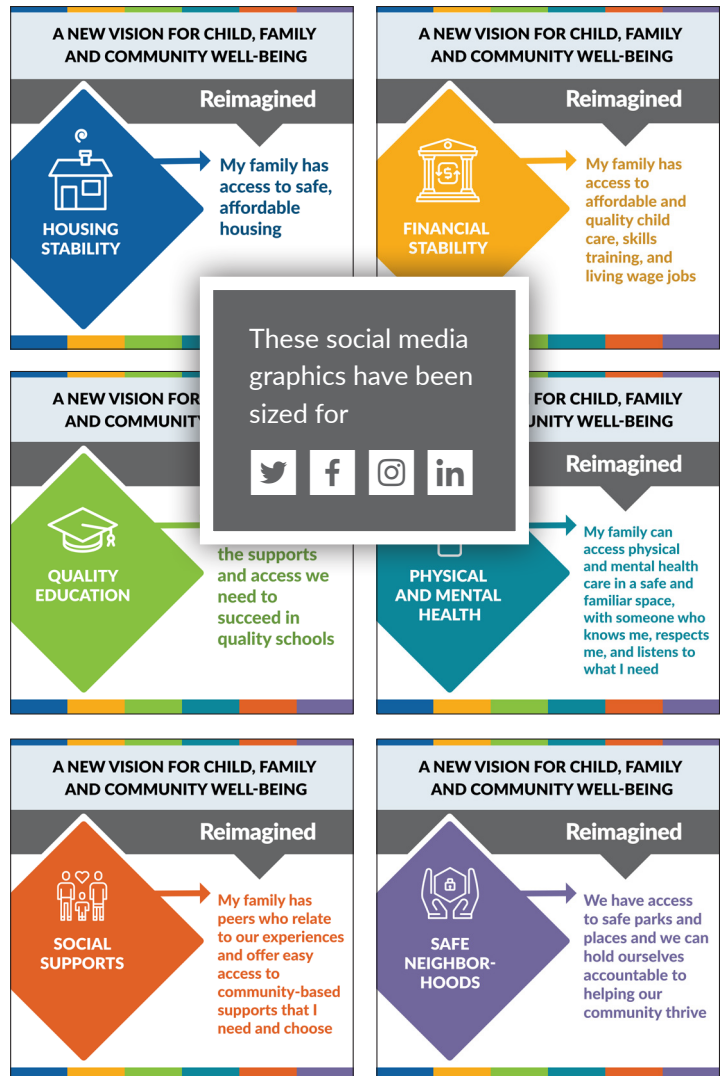 A NEW VISION FOR CHILD, FAMILY
AND COMMUNITY WELL-BEING
Reimagined
HOUSING
STABILITY
My family has
access to safe,
affordable
housing
A NEW VISION FOR CHILD, FAMILY
AND COMMUNITY WELL-BEING
Reimagined
FINANCIAL
STABILITY
My family has
access to
affordable and
quality child
care, skills
training, and
living wage jobs
These social media
graphics have been
sized for
A NEW VISION FOR
AND COMMUNITY
QUALITY
EDUCATION
the supports
and access we
need to
succeed in
quality schools
FOR CHILD, FAMILY
WELL-BEING
Reimagined
PHYSICAL
AND MENTAL
HEALTH
My family can
access physical
and mental health
care in a safe and
familiar space,
with someone who
knows me, respects
me, and listens to
what I need
A NEW VISION FOR CHILD, FAMILY
AND COMMUNITY WELL-BEING
Reimagined
SOCIAL
SUPPORTS
My family has
peers who relate
to our experiences
and offer easy
access to
community-based
supports that I
need and choose
A NEW VISION FOR CHILD, FAMILY
AND COMMUNITY WELL-BEING
Reimagined
SAFE
NEIGHBOR-
HOODS
We have access
to safe parks and
places and we can
hold ourselves
accountable to
helping our
community thrive